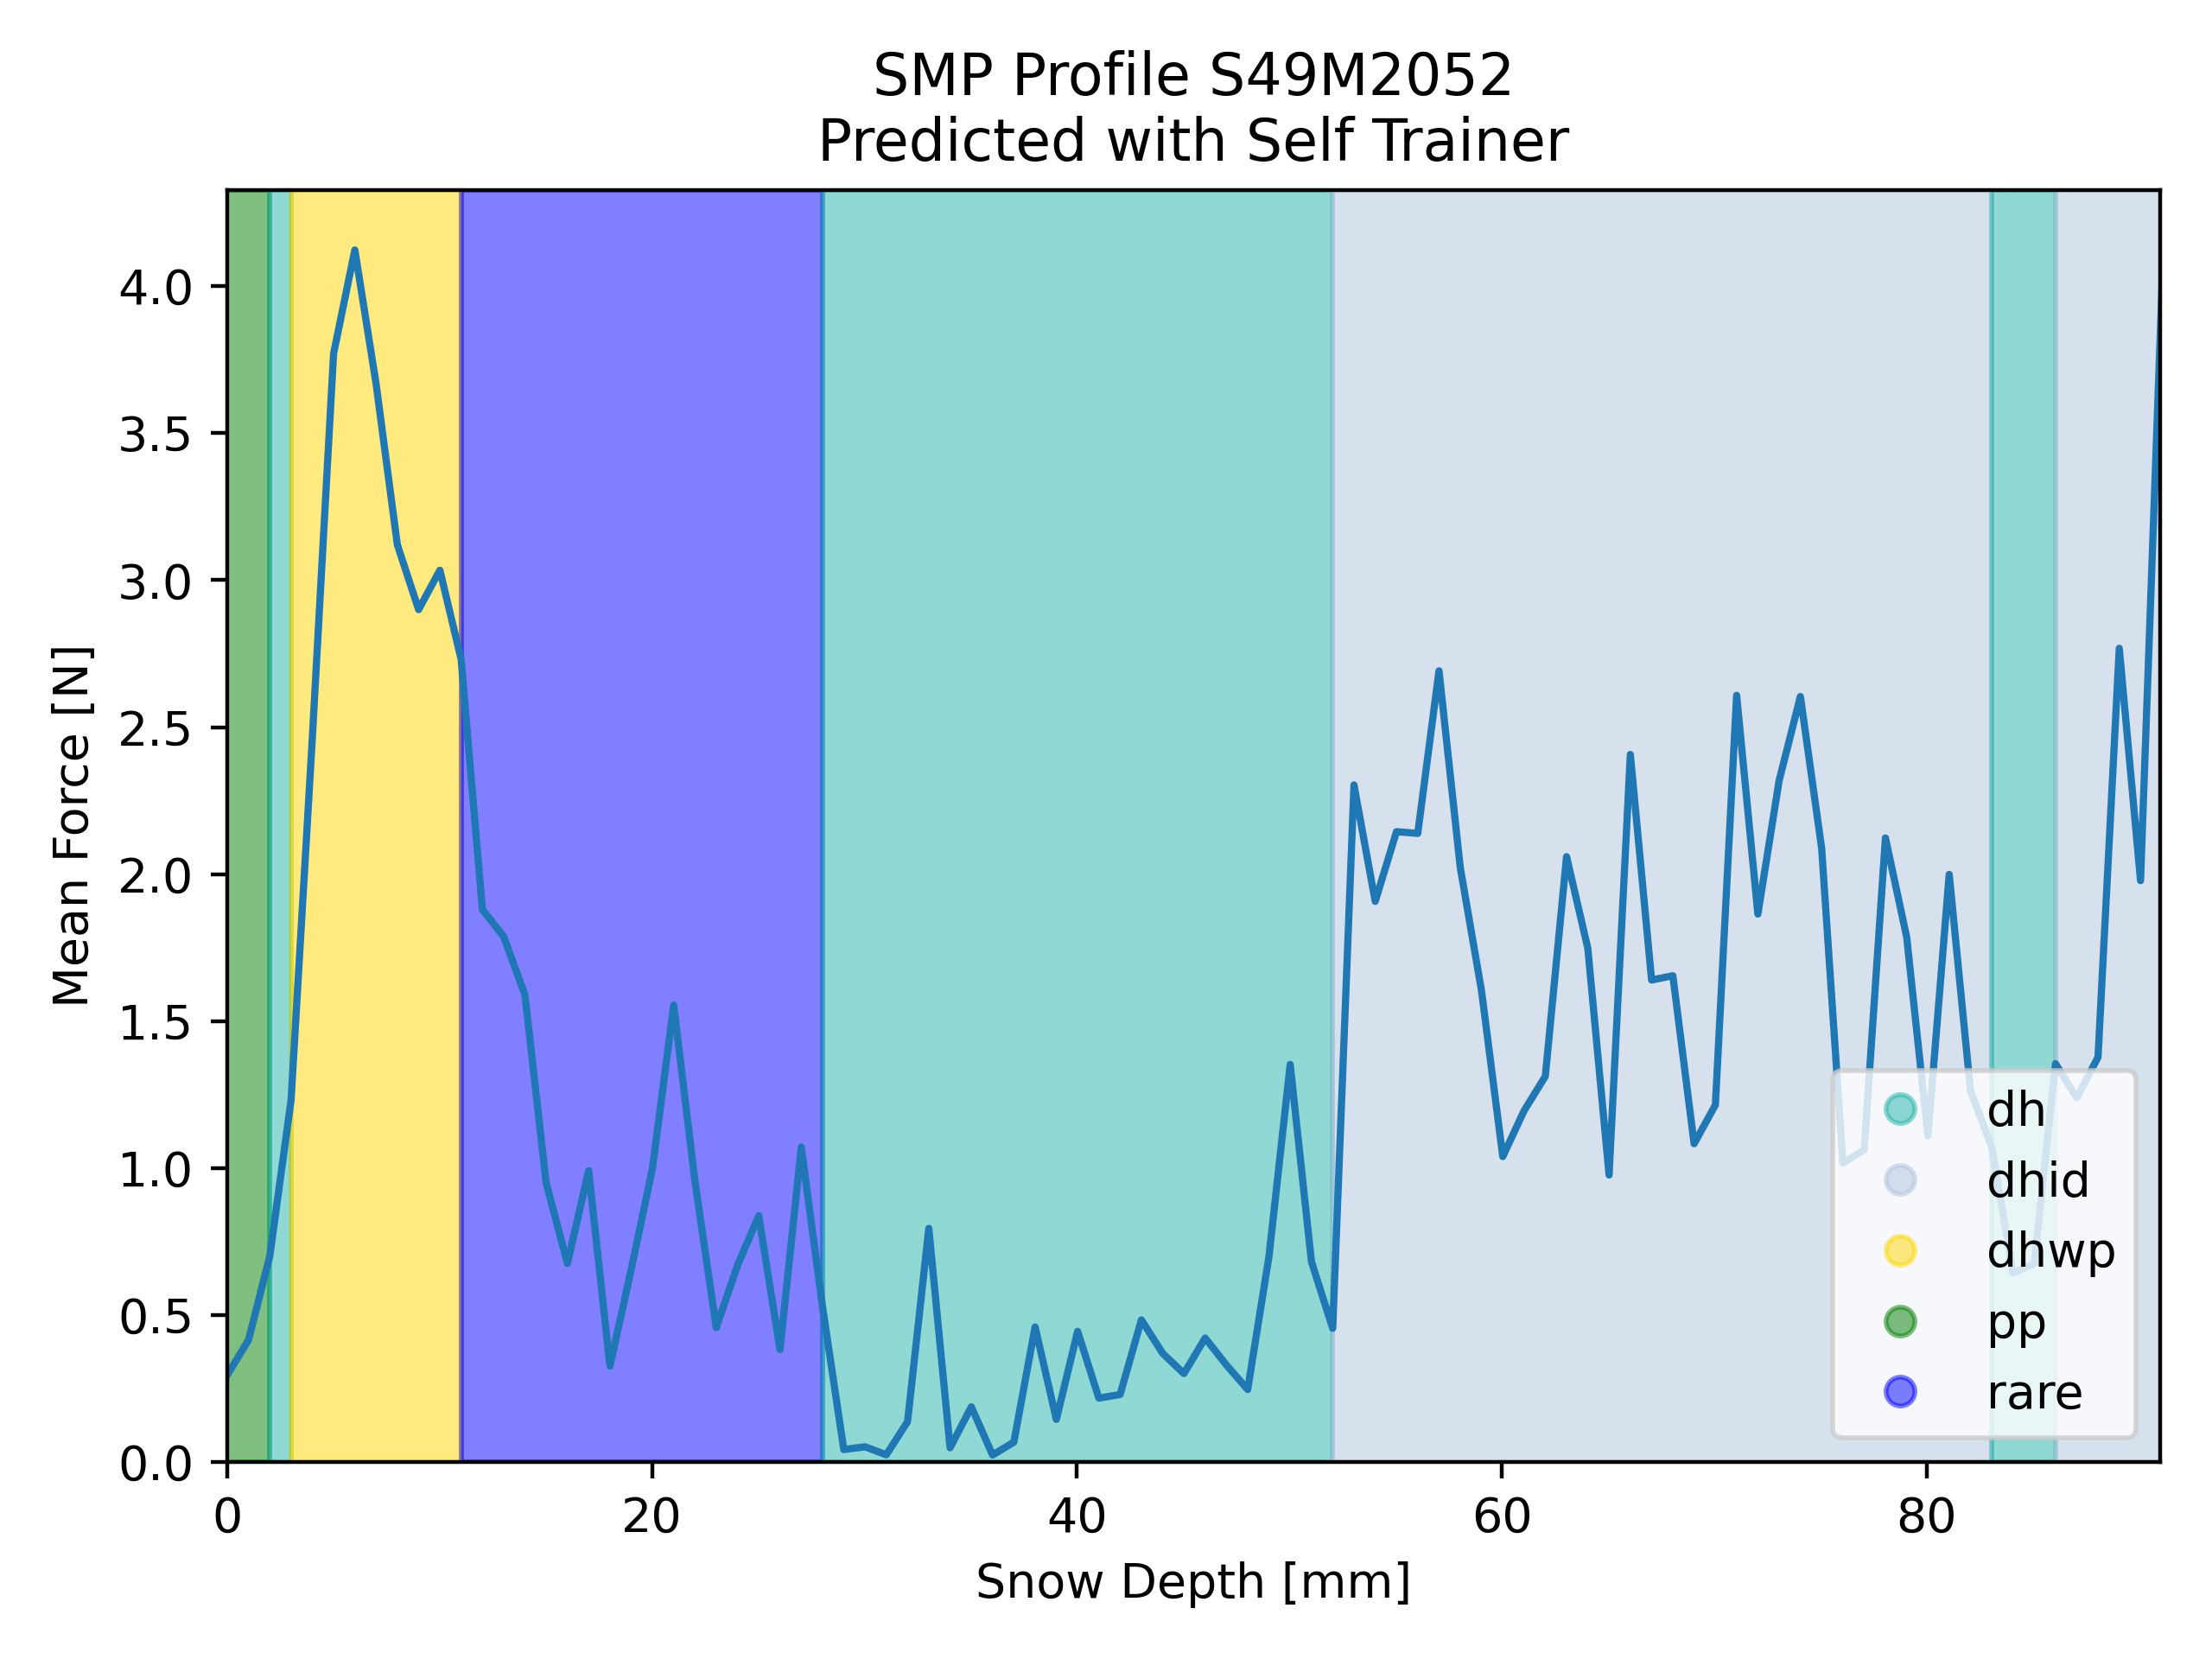 SMP Profile S49M2052
Predicted with Self Trainer
Mean Force [N]
4.0
3.5
3.0
2.5
2.0
1.5
1.0
0.5
0.0
dh
dhid
dhwp
pp
rare
0 20 40 60 80
Snow Depth [mm]